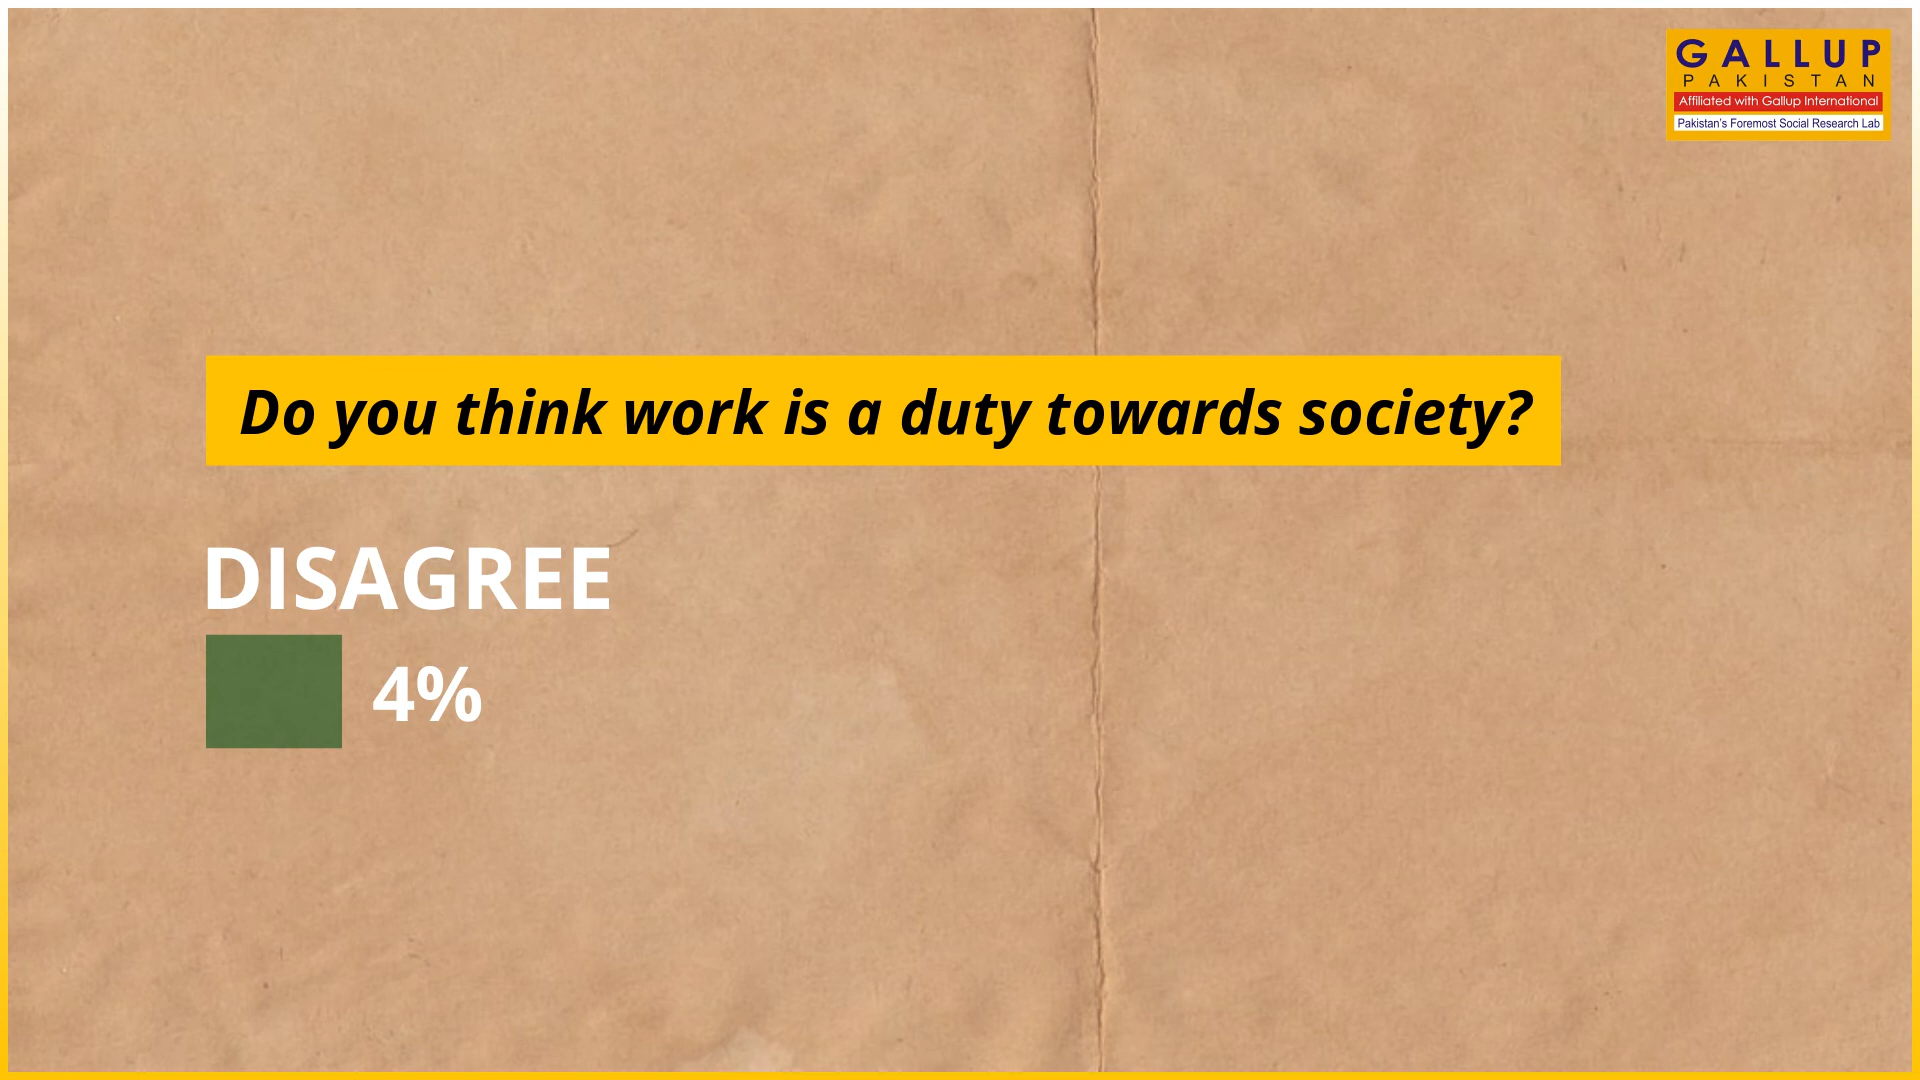 GALLUP
PAKISTAN
Affiliated with Gallup International
Pakistan's Foremost Social Research Lab
Do you think work is a duty towards society?
DISAGREE
4%